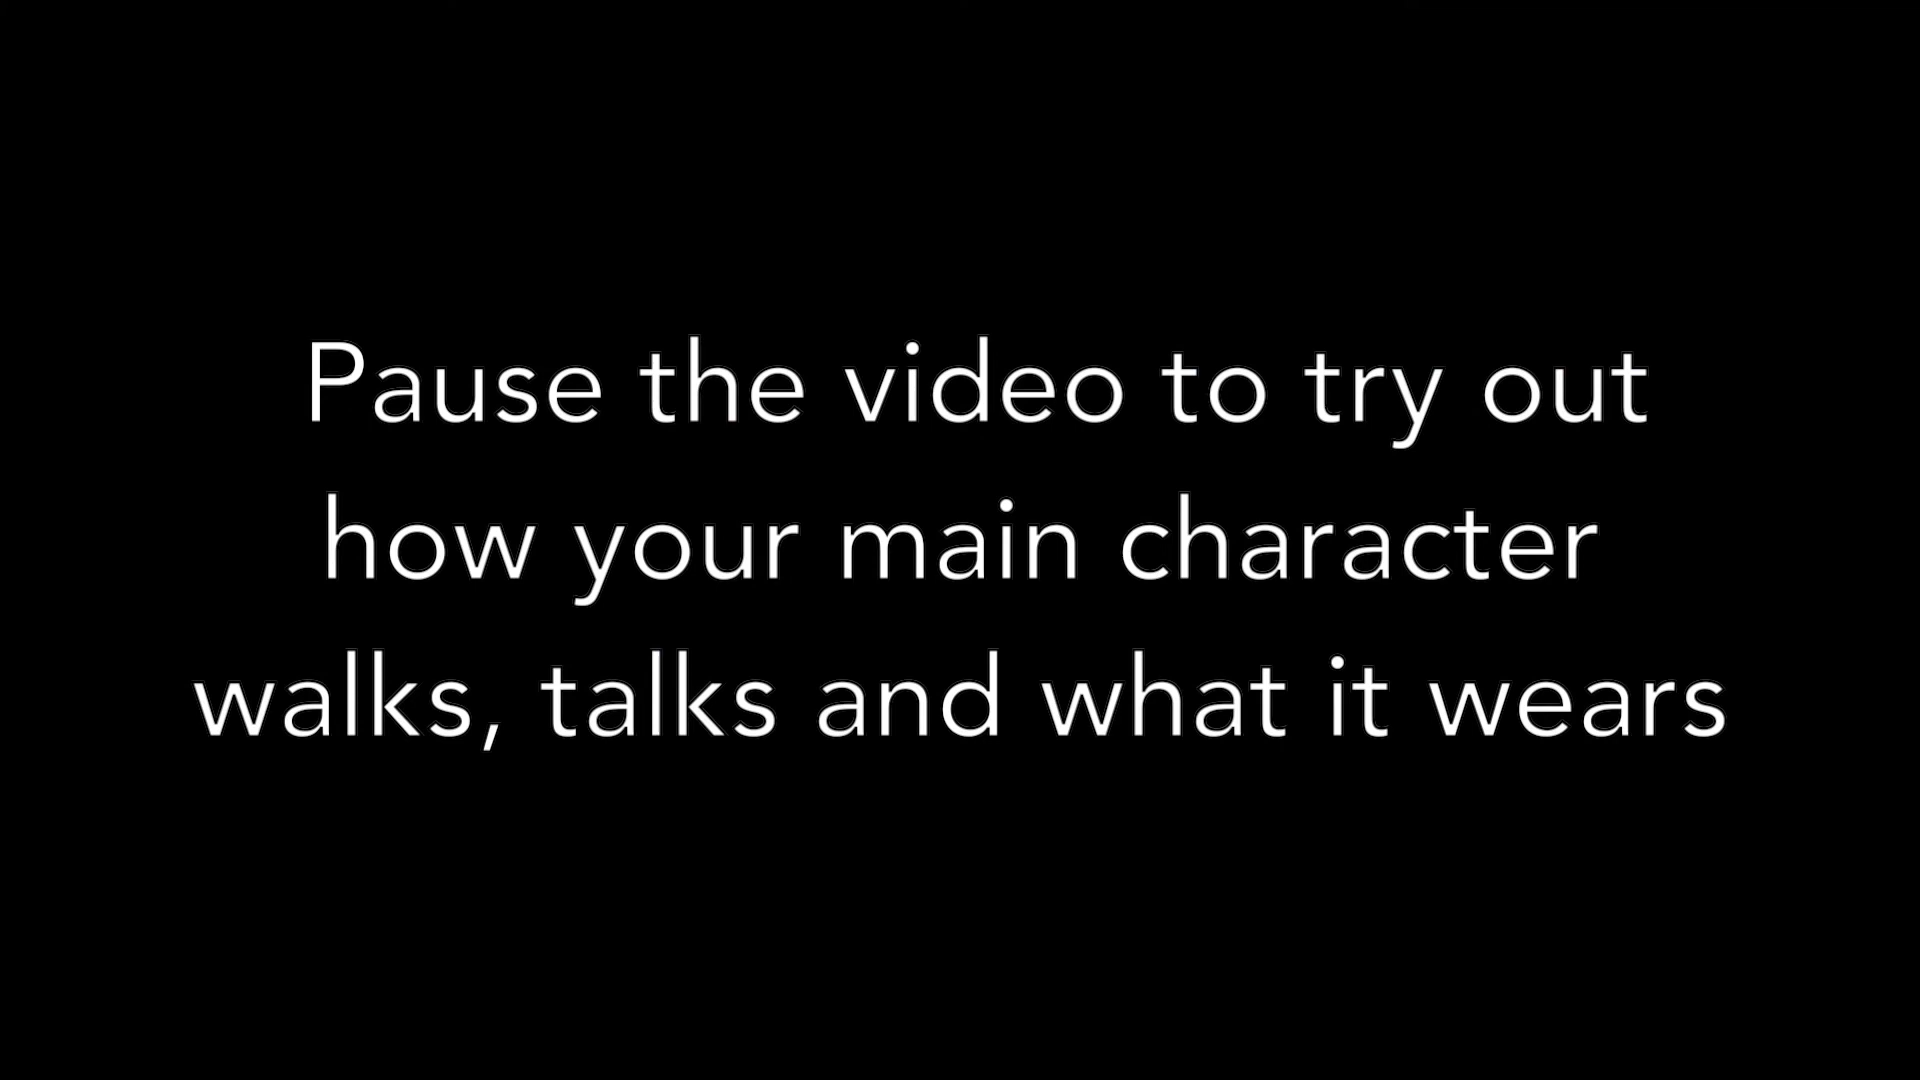 Pause the video to try out
how your main character
walks, talks and what it wears